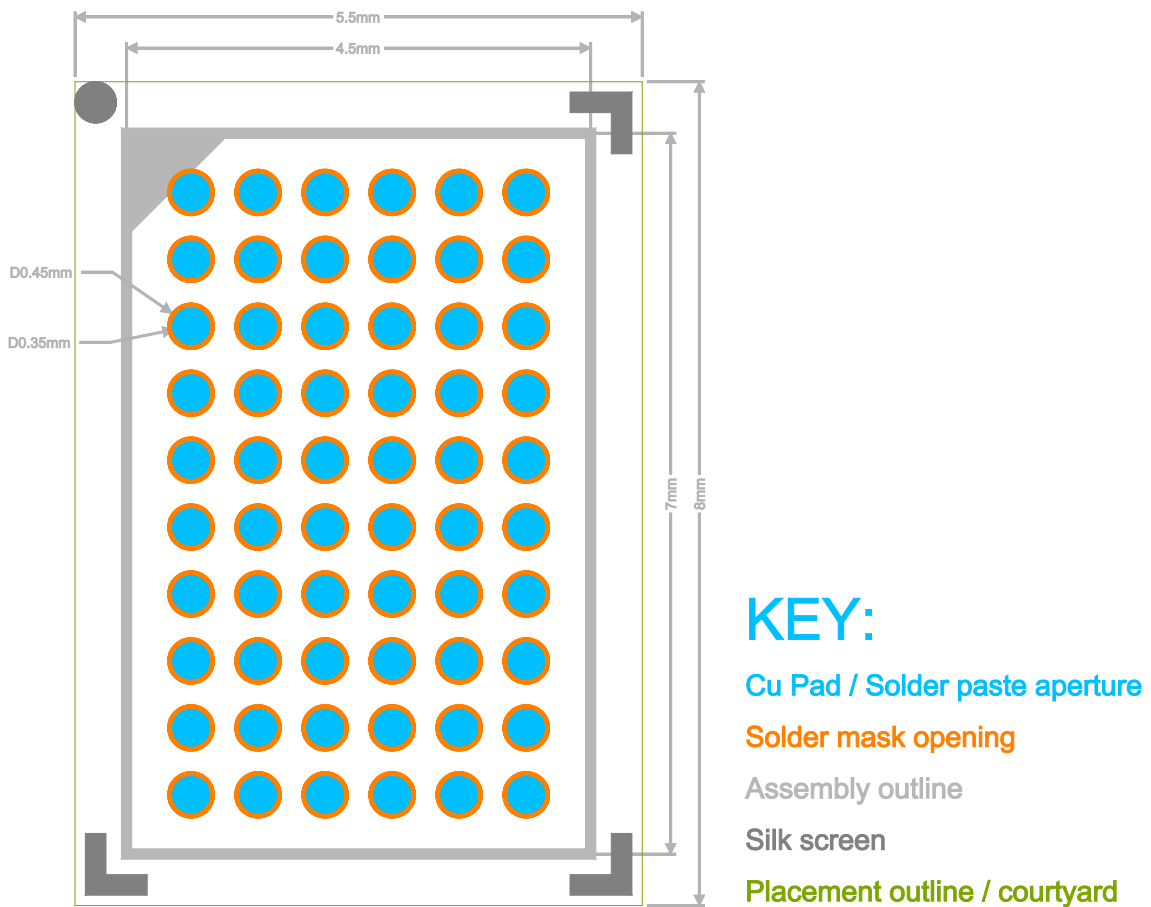 5.5mm
4.5mm
D0.45mm
D0.35mm
7mm
8mm
KEY:
Cu Pad / Solder paste aperture
Solder mask opening
Assembly outline
Silk screen
Placement outline / courtyard